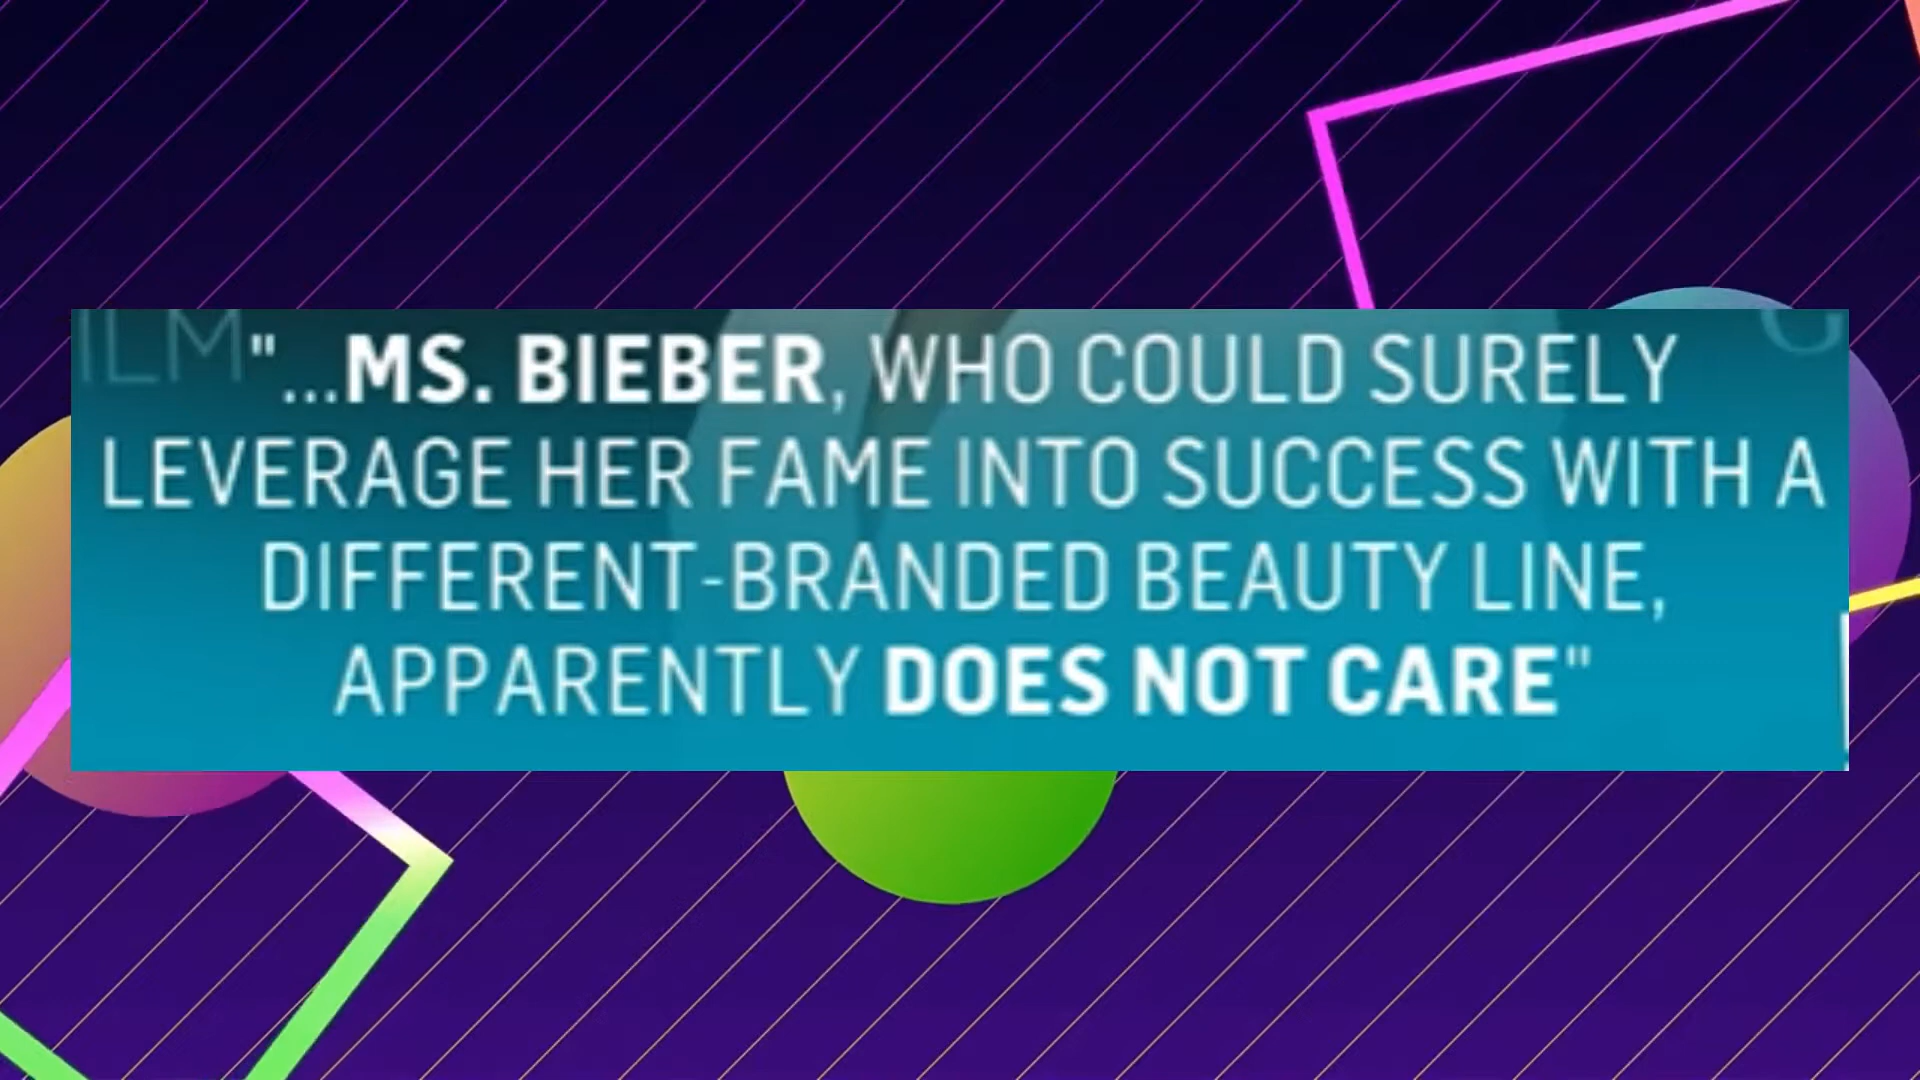 ILM
G
"...MS. BIEBER, WHO COULD SURELY
LEVERAGE HER FAME INTO SUCCESS WITH A
DIFFERENT-BRANDED BEAUTY LINE,
APPARENTLY DOES NOT CARE"